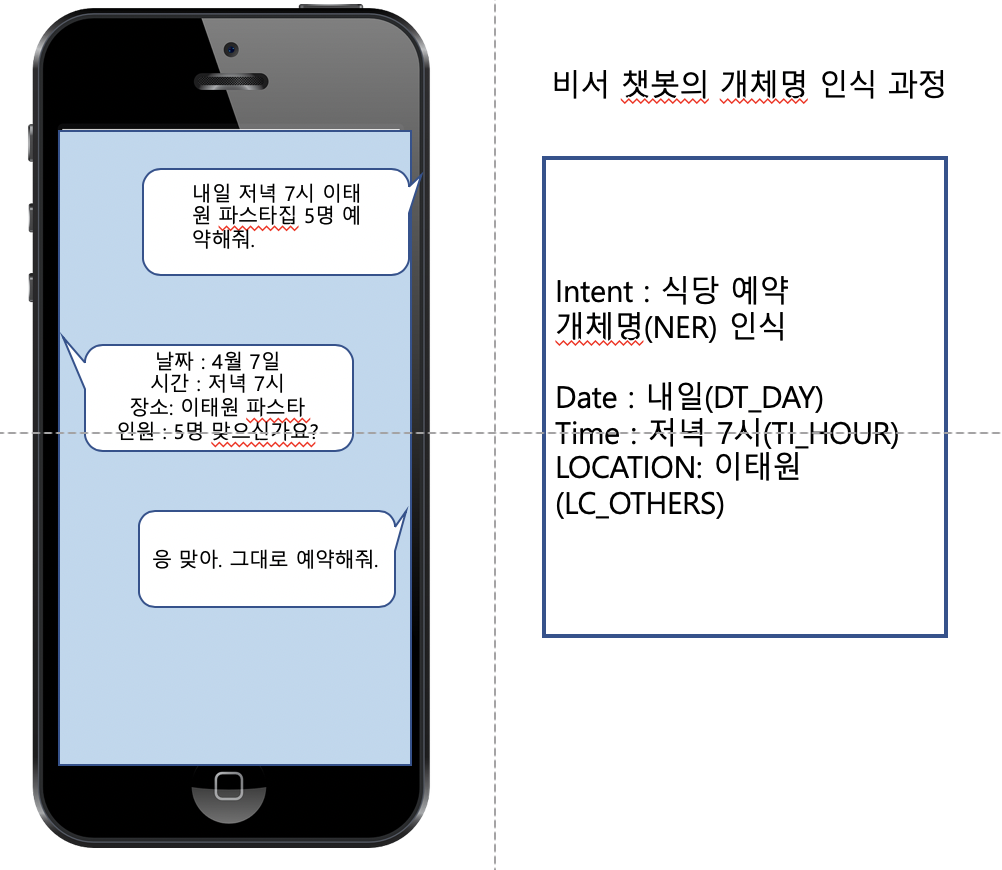 내일 저녁 7시 이태
원 파스타집 5명 예
약해줘.
날짜 : 4월 7일
시간 : 저녁 7시
장소: 이태원 파스타
인원 : 5명 맞으신가요?
응 맞아. 그대로 예약해줘.
비서 챗봇의 개체명 인식 과정
Intent : 식당 예약
개체명(NER) 인식
Date : 내일(DT_DAY)
Time : 저녁 7시(TI_HOUR)
LOCATION: 이태원
(LC_OTHERS)